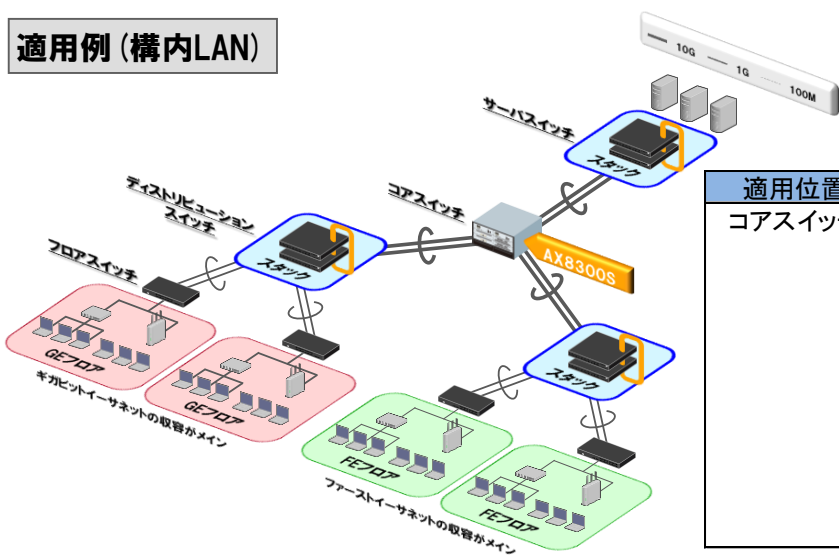 適用例(構内LAN)
10G
1G
100M
サーバスイッチ
スタック
適用位置
コアスイッチ
コアスイッチ
AX8300S
ディストリビューション
スイッチ
スタック
フロアスイッチ
スタック
GEフロア
GEフロア
ギガビットイーサネットの収容がメイン
FEフロア
FEフロア
ファーストイーサネットの収容がメイン